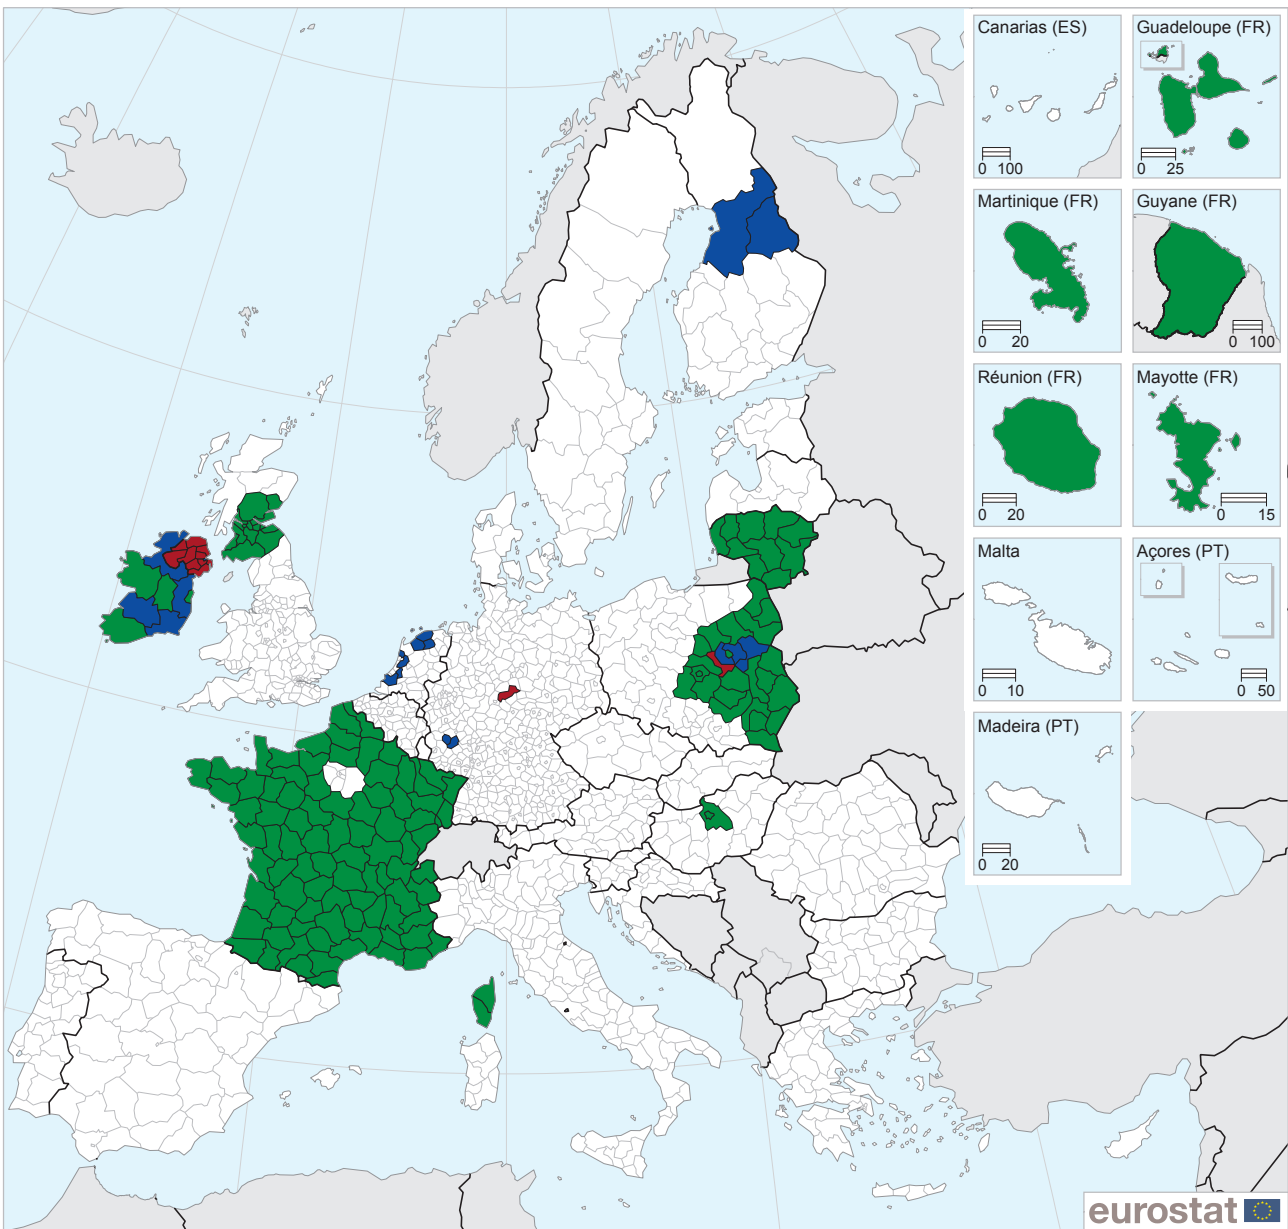 Canarias (ES)
0 100
Guadeloupe (FR)
0 25
Martinique (FR)
0 20
Guyane (FR)
0 100
Réunion (FR)
0 20
Mayotte (FR)
0 15
Malta
0 10
Açores (PT)
0 50
Madeira (PT)
0 20
eurostat